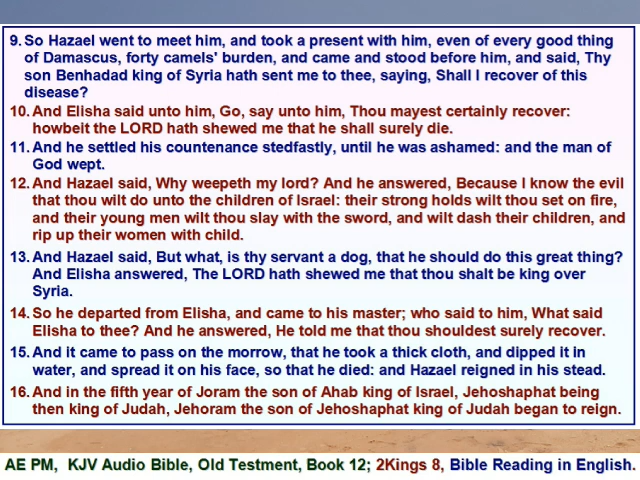 9. So Hazael went to meet him, and took a present with him, even of every good thing
of Damascus, forty camels' burden, and came and stood before him, and said, Thy
son Benhadad king of Syria hath sent me to thee, saying, Shall I recover of this
disease?
10. And Elisha said unto him, Go, say unto him, Thou mayest certainly recover:
howbeit the LORD hath shewed me that he shall surely die.
11. And he settled his countenance stedfastly, until he was ashamed: and the man of
God wept.
12. And Hazael said, Why weepeth my lord? And he answered, Because I know the evil
that thou wilt do unto the children of Israel: their strong holds wilt thou set on fire,
and their young men wilt thou slay with the sword, and wilt dash their children, and
rip up their women with child.
13. And Hazael said, But what, is thy servant a dog, that he should do this great thing?
And Elisha answered, The LORD hath shewed me that thou shalt be king over
Syria.
14. So he departed from Elisha, and came to his master; who said to him, What said
Elisha to thee? And he answered, He told me that thou shouldest surely recover.
15. And it came to pass on the morrow, that he took a thick cloth, and dipped it in
water, and spread it on his face, so that he died: and Hazael reigned in his stead.
16. And in the fifth year of Joram the son of Ahab king of Israel, Jehoshaphat being
then king of Judah, Jehoram the son of Jehoshaphat king of Judah began to reign.
AE PM, KJV Audio Bible, Old Testment, Book 12; 2Kings 8, Bible Reading in English.